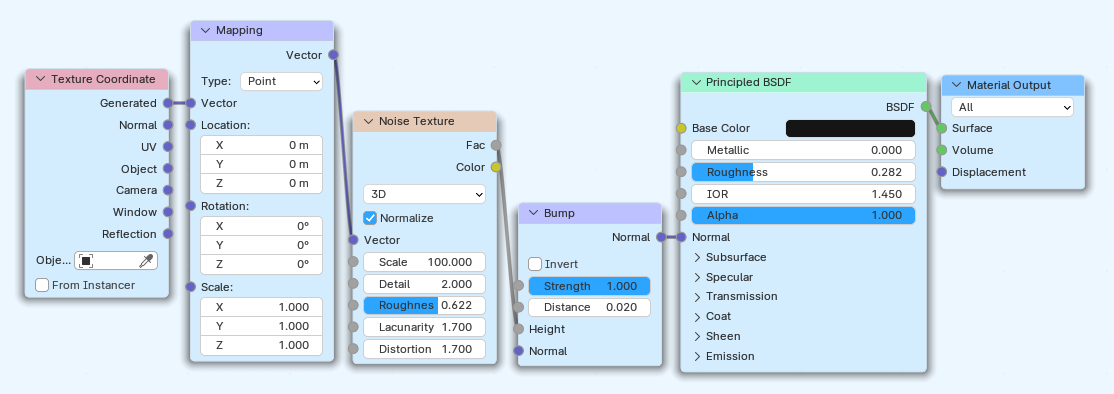 Texture Coordinate
Generated
Normal
UV
Object
Camera
Window
Reflection
Obje...
From Instancer
Mapping
Vector
Type: Point
Vector
Location:
X 0 m
Y 0 m
Z 0 m
Rotation:
X 0°
Y 0°
Z 0°
Scale:
X 1.000
Y 1.000
Z 1.000
Noise Texture
Fac
Color
3D
Normalize
Vector
Scale 100.000
Detail 2.000
Roughnes 0.622
Lacunarity 1.700
Distortion 1.700
Bump
Normal
Invert
Strength 1.000
Distance 0.020
Height
Normal
Principled BSDF
BSDF
Base Color
Metallic 0.000
Roughness 0.282
IOR 1.450
Alpha 1.000
Normal
Subsurface
Specular
Transmission
Coat
Sheen
Emission
Material Output
All
Surface
Volume
Displacement